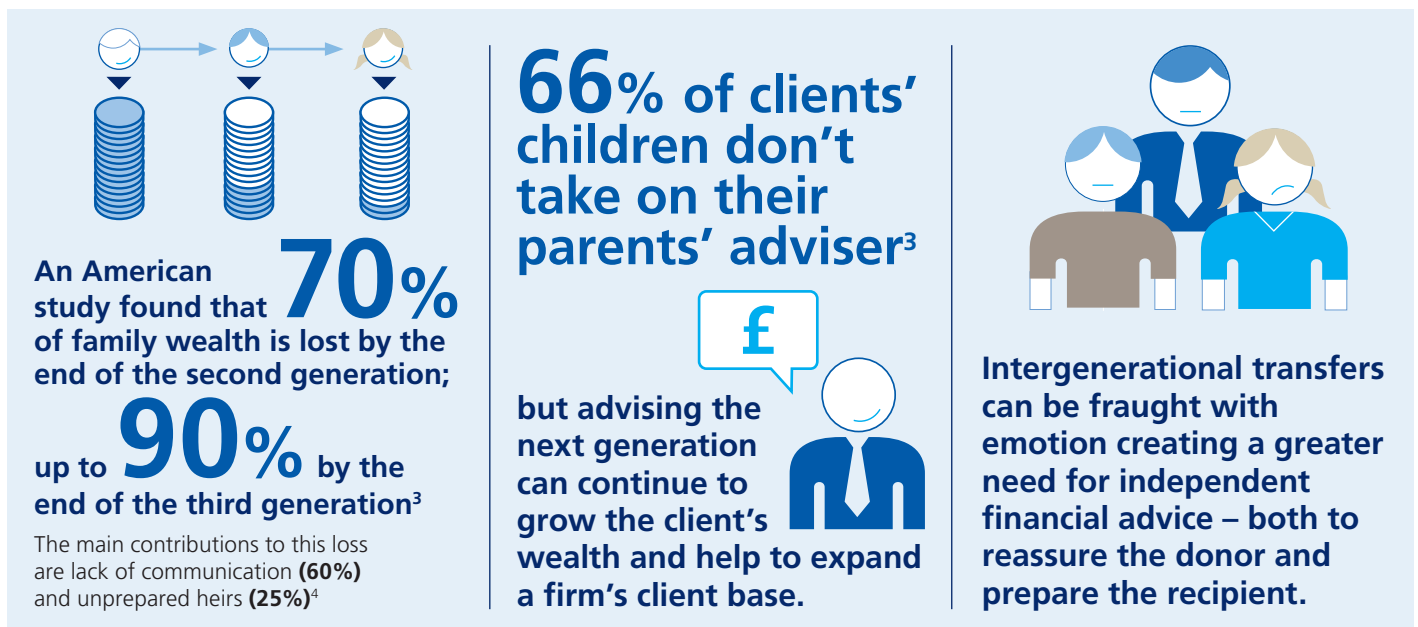 An American
study found that 70%
of family wealth is lost by the
end of the second generation;
up to 90% by the
end of the third generation³
The main contributions to this loss
are lack of communication (60%)
and unprepared heirs (25%)⁴
66% of clients’
children don’t
take on their
parents’ adviser³
£
but advising the
next generation
can continue to
grow the client’s
wealth and help to expand
a firm’s client base.
Intergenerational transfers
can be fraught with
emotion creating a greater
need for independent
financial advice – both to
reassure the donor and
prepare the recipient.